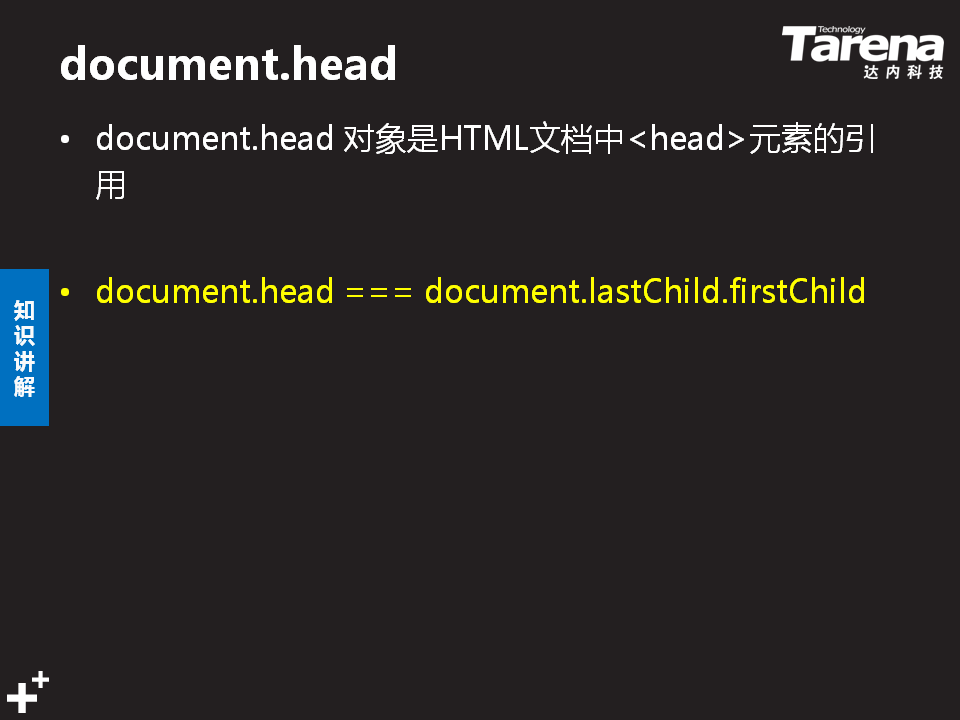 document.head
Technology
Tarena
达内科技
• document.head 对象是HTML文档中<head>元素的引
用
• document.head === document.lastChild.firstChild
知
识
讲
解